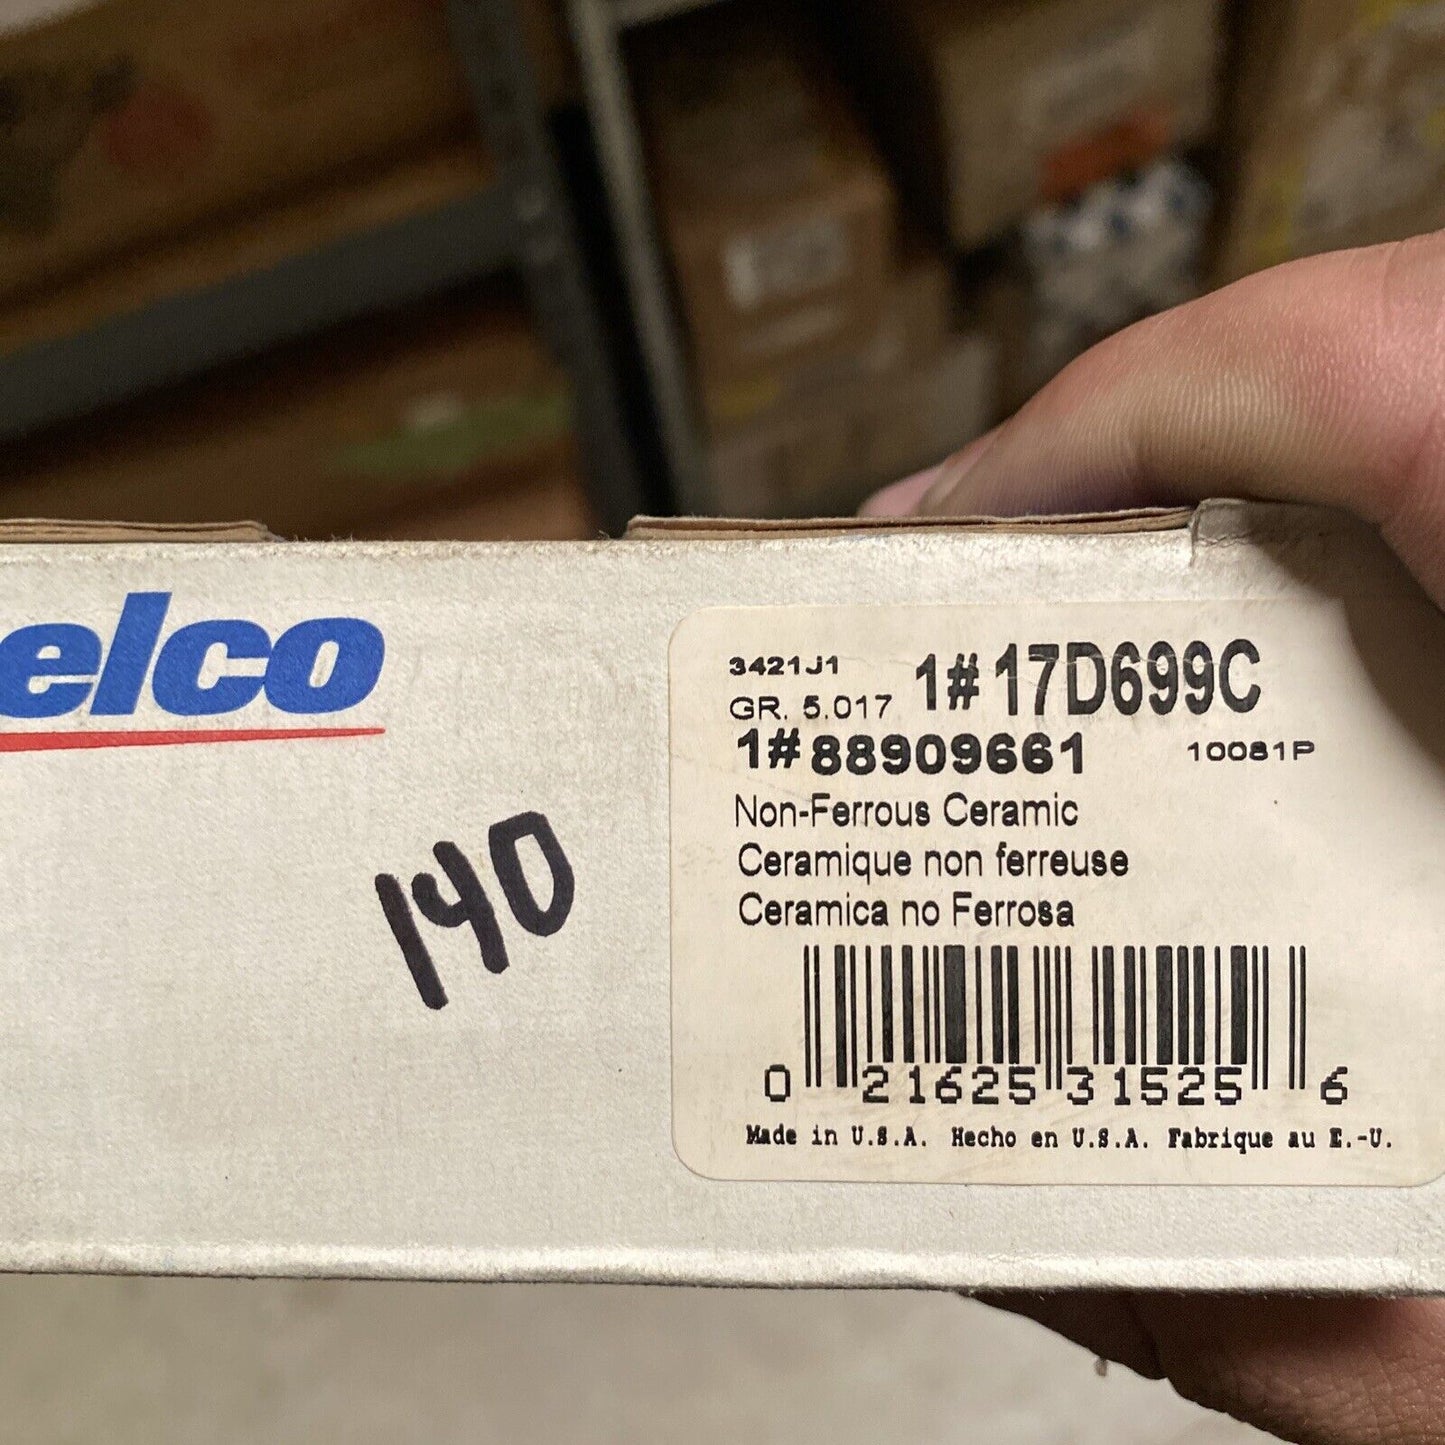 elco
140
3421J1
GR. 5.017 1# 17D699C
1# 88909661 10081P
Non-Ferrous Ceramic
Ceramique non ferreuse
Ceramica no Ferrosa
0 21625 31525 6
Made in U.S.A. Hecho en U.S.A. Fabrique au E.-U.